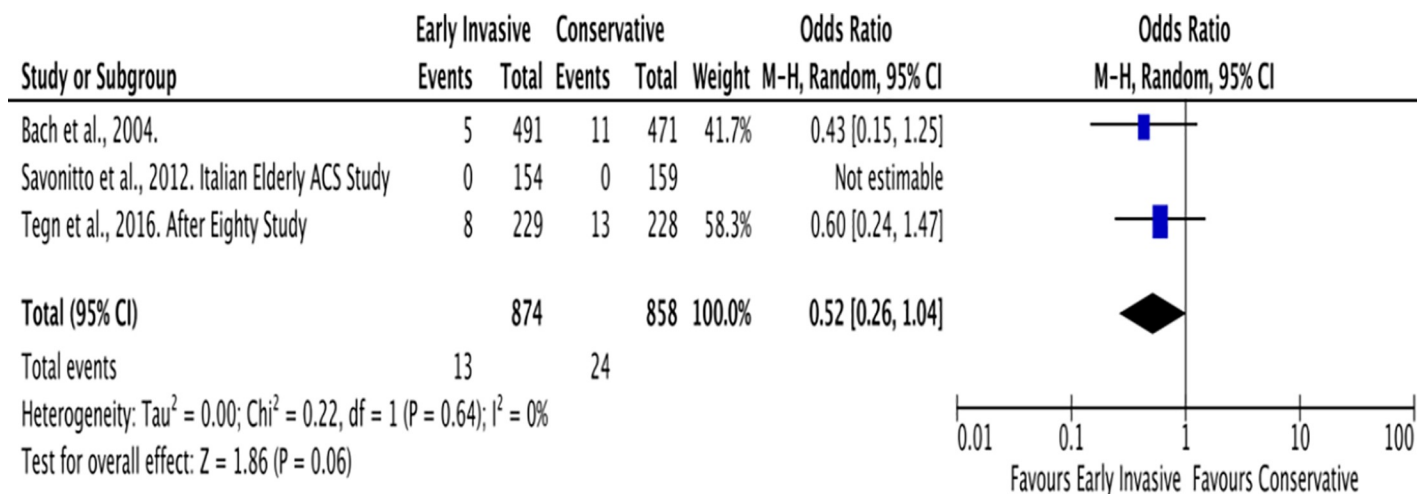 Early Invasive Conservative Odds Ratio Odds Ratio
Study or Subgroup Events Total Events Total Weight M-H, Random, 95% CI M-H, Random, 95% CI
Bach et al., 2004. 5 491 11 471 41.7% 0.43 [0.15, 1.25]
Savonitto et al., 2012. Italian Elderly ACS Study 0 154 0 159 Not estimable
Tegn et al., 2016. After Eighty Study 8 229 13 228 58.3% 0.60 [0.24, 1.47]
Total (95% CI) 874 858 100.0% 0.52 [0.26, 1.04]
Total events 13 24
Heterogeneity: Tau² = 0.00; Chi² = 0.22, df = 1 (P = 0.64); I² = 0%
Test for overall effect: Z = 1.86 (P = 0.06)
0.01 0.1 1 10 100
Favours Early Invasive Favours Conservative